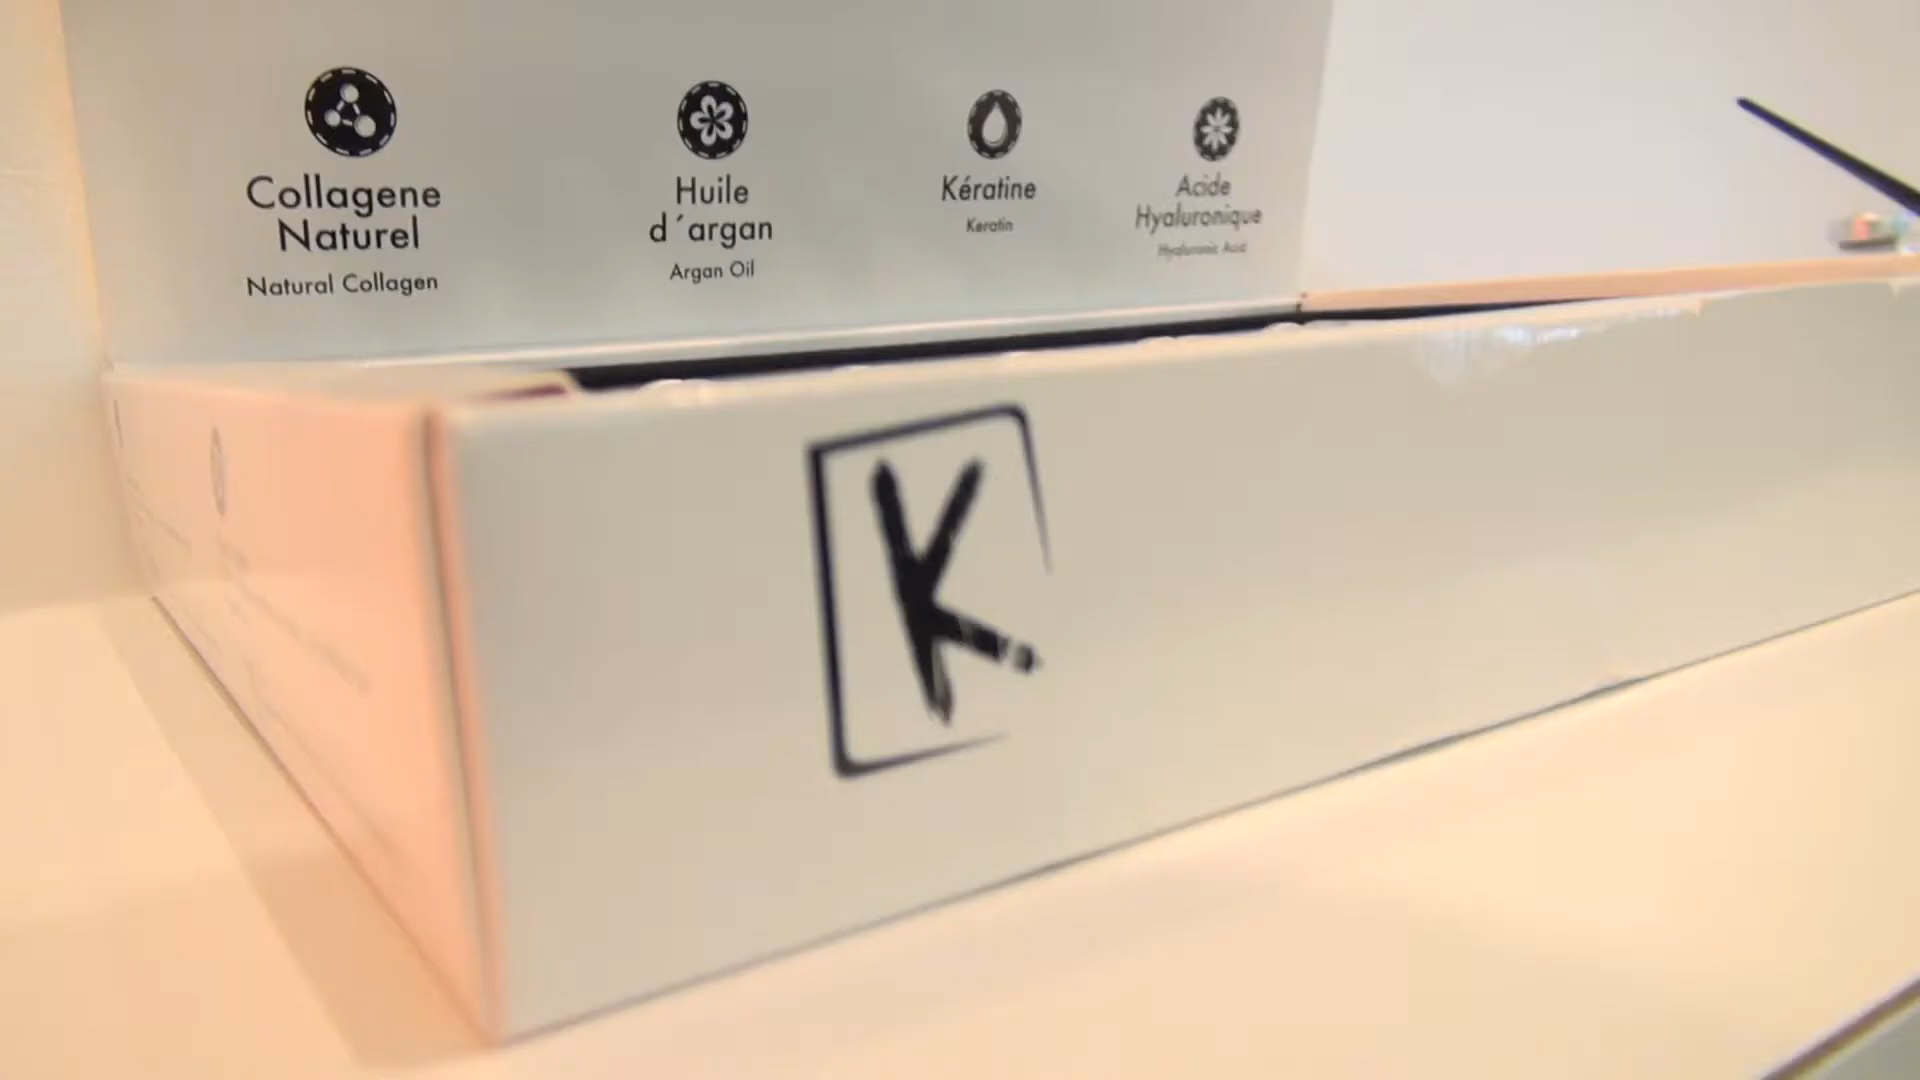 Collagene
Naturel
Natural Collagen
Huile
d´argan
Argan Oil
Kératine
Keratin
Acide
Hyaluronique
Hyaluronic Acid
K